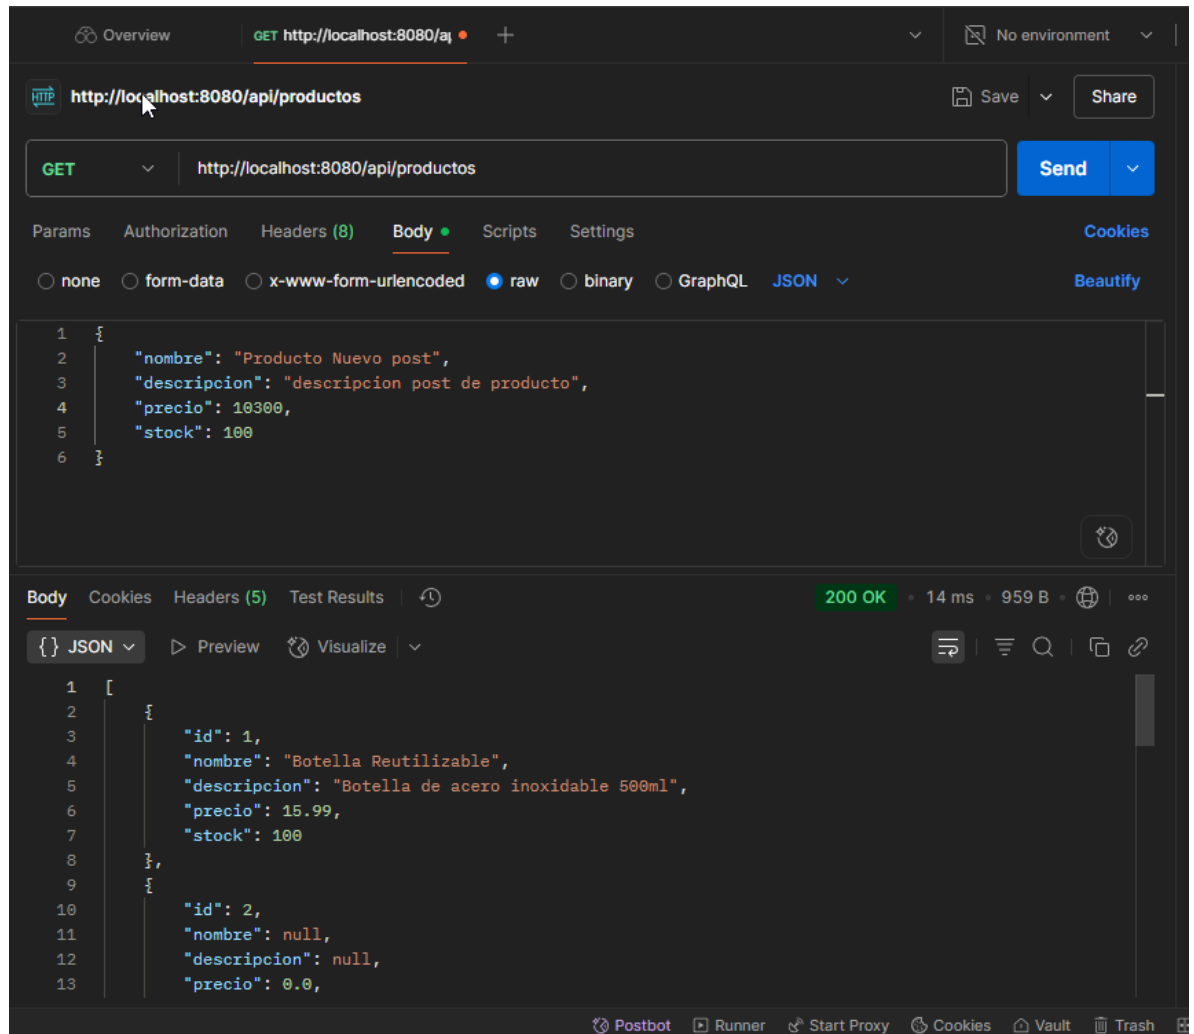 Overview GET http://localhost:8080/a No environment
HTTP http://localhost:8080/api/productos Save Share
GET http://localhost:8080/api/productos Send
Params Authorization Headers (8) Body Scripts Settings Cookies
none form-data x-www-form-urlencoded raw binary GraphQL JSON Beautify
1 {
2 "nombre": "Producto Nuevo post",
3 "descripcion": "descripcion post de producto",
4 "precio": 10300,
5 "stock": 100
6 }
Body Cookies Headers (5) Test Results 200 OK 14 ms 959 B
{} JSON Preview Visualize
1 [
2 {
3 "id": 1,
4 "nombre": "Botella Reutilizable",
5 "descripcion": "Botella de acero inoxidable 500ml",
6 "precio": 15.99,
7 "stock": 100
8 },
9 {
10 "id": 2,
11 "nombre": null,
12 "descripcion": null,
13 "precio": 0.0,
Postbot Runner Start Proxy Cookies Vault Trash